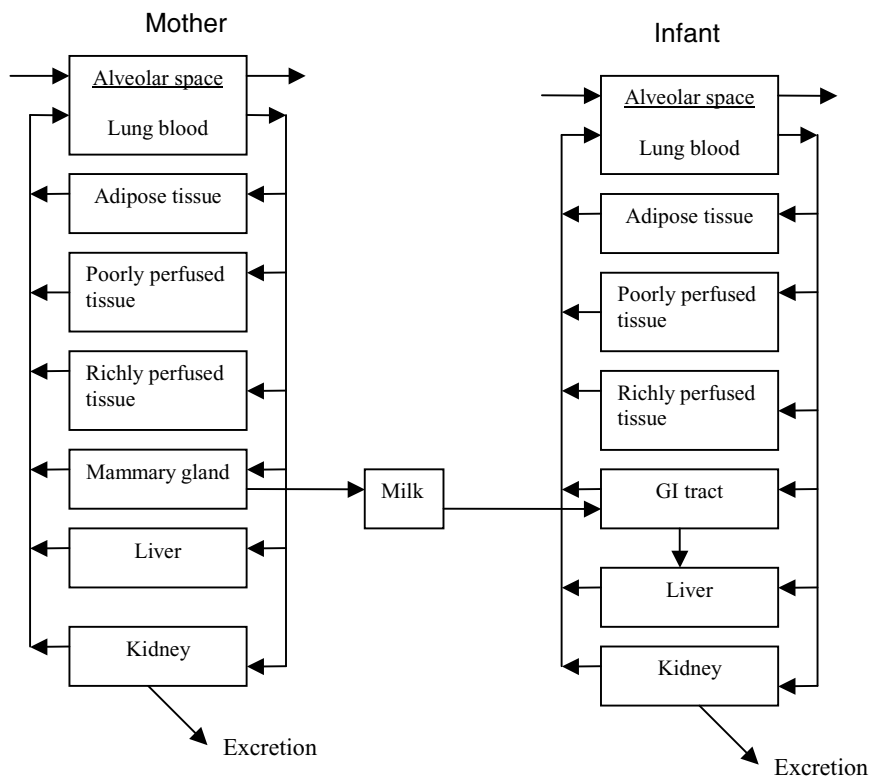 Mother
Alveolar space
Lung blood
Adipose tissue
Poorly perfused
tissue
Richly perfused
tissue
Mammary gland
Liver
Kidney
Excretion
Milk
Infant
Alveolar space
Lung blood
Adipose tissue
Poorly perfused
tissue
Richly perfused
tissue
GI tract
Liver
Kidney
Excretion